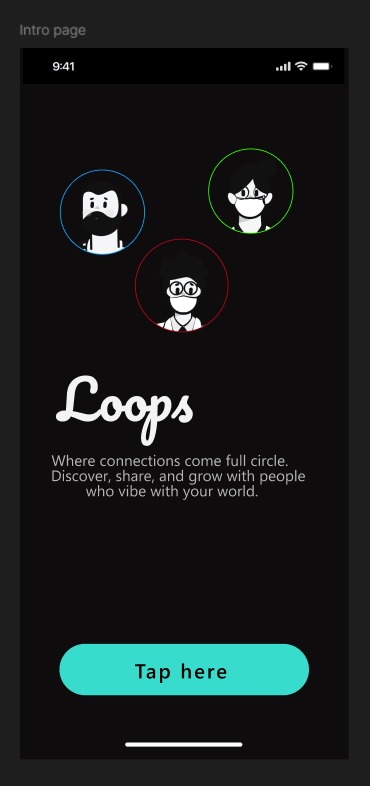 Intro page
9:41
Loops
Where connections come full circle.
Discover, share, and grow with people
who vibe with your world.
Tap here